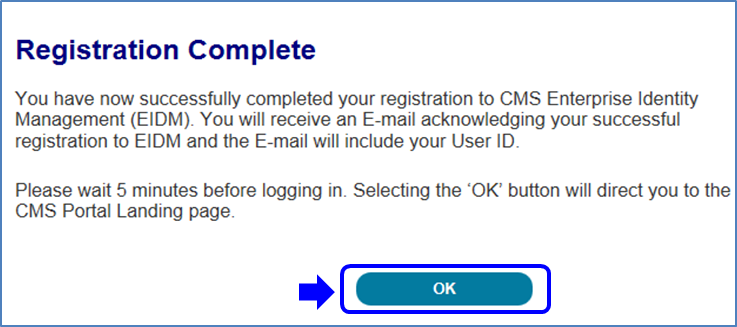 Registration Complete
You have now successfully completed your registration to CMS Enterprise Identity
Management (EIDM). You will receive an E-mail acknowledging your successful
registration to EIDM and the E-mail will include your User ID.
Please wait 5 minutes before logging in. Selecting the ‘OK’ button will direct you to the
CMS Portal Landing page.
OK